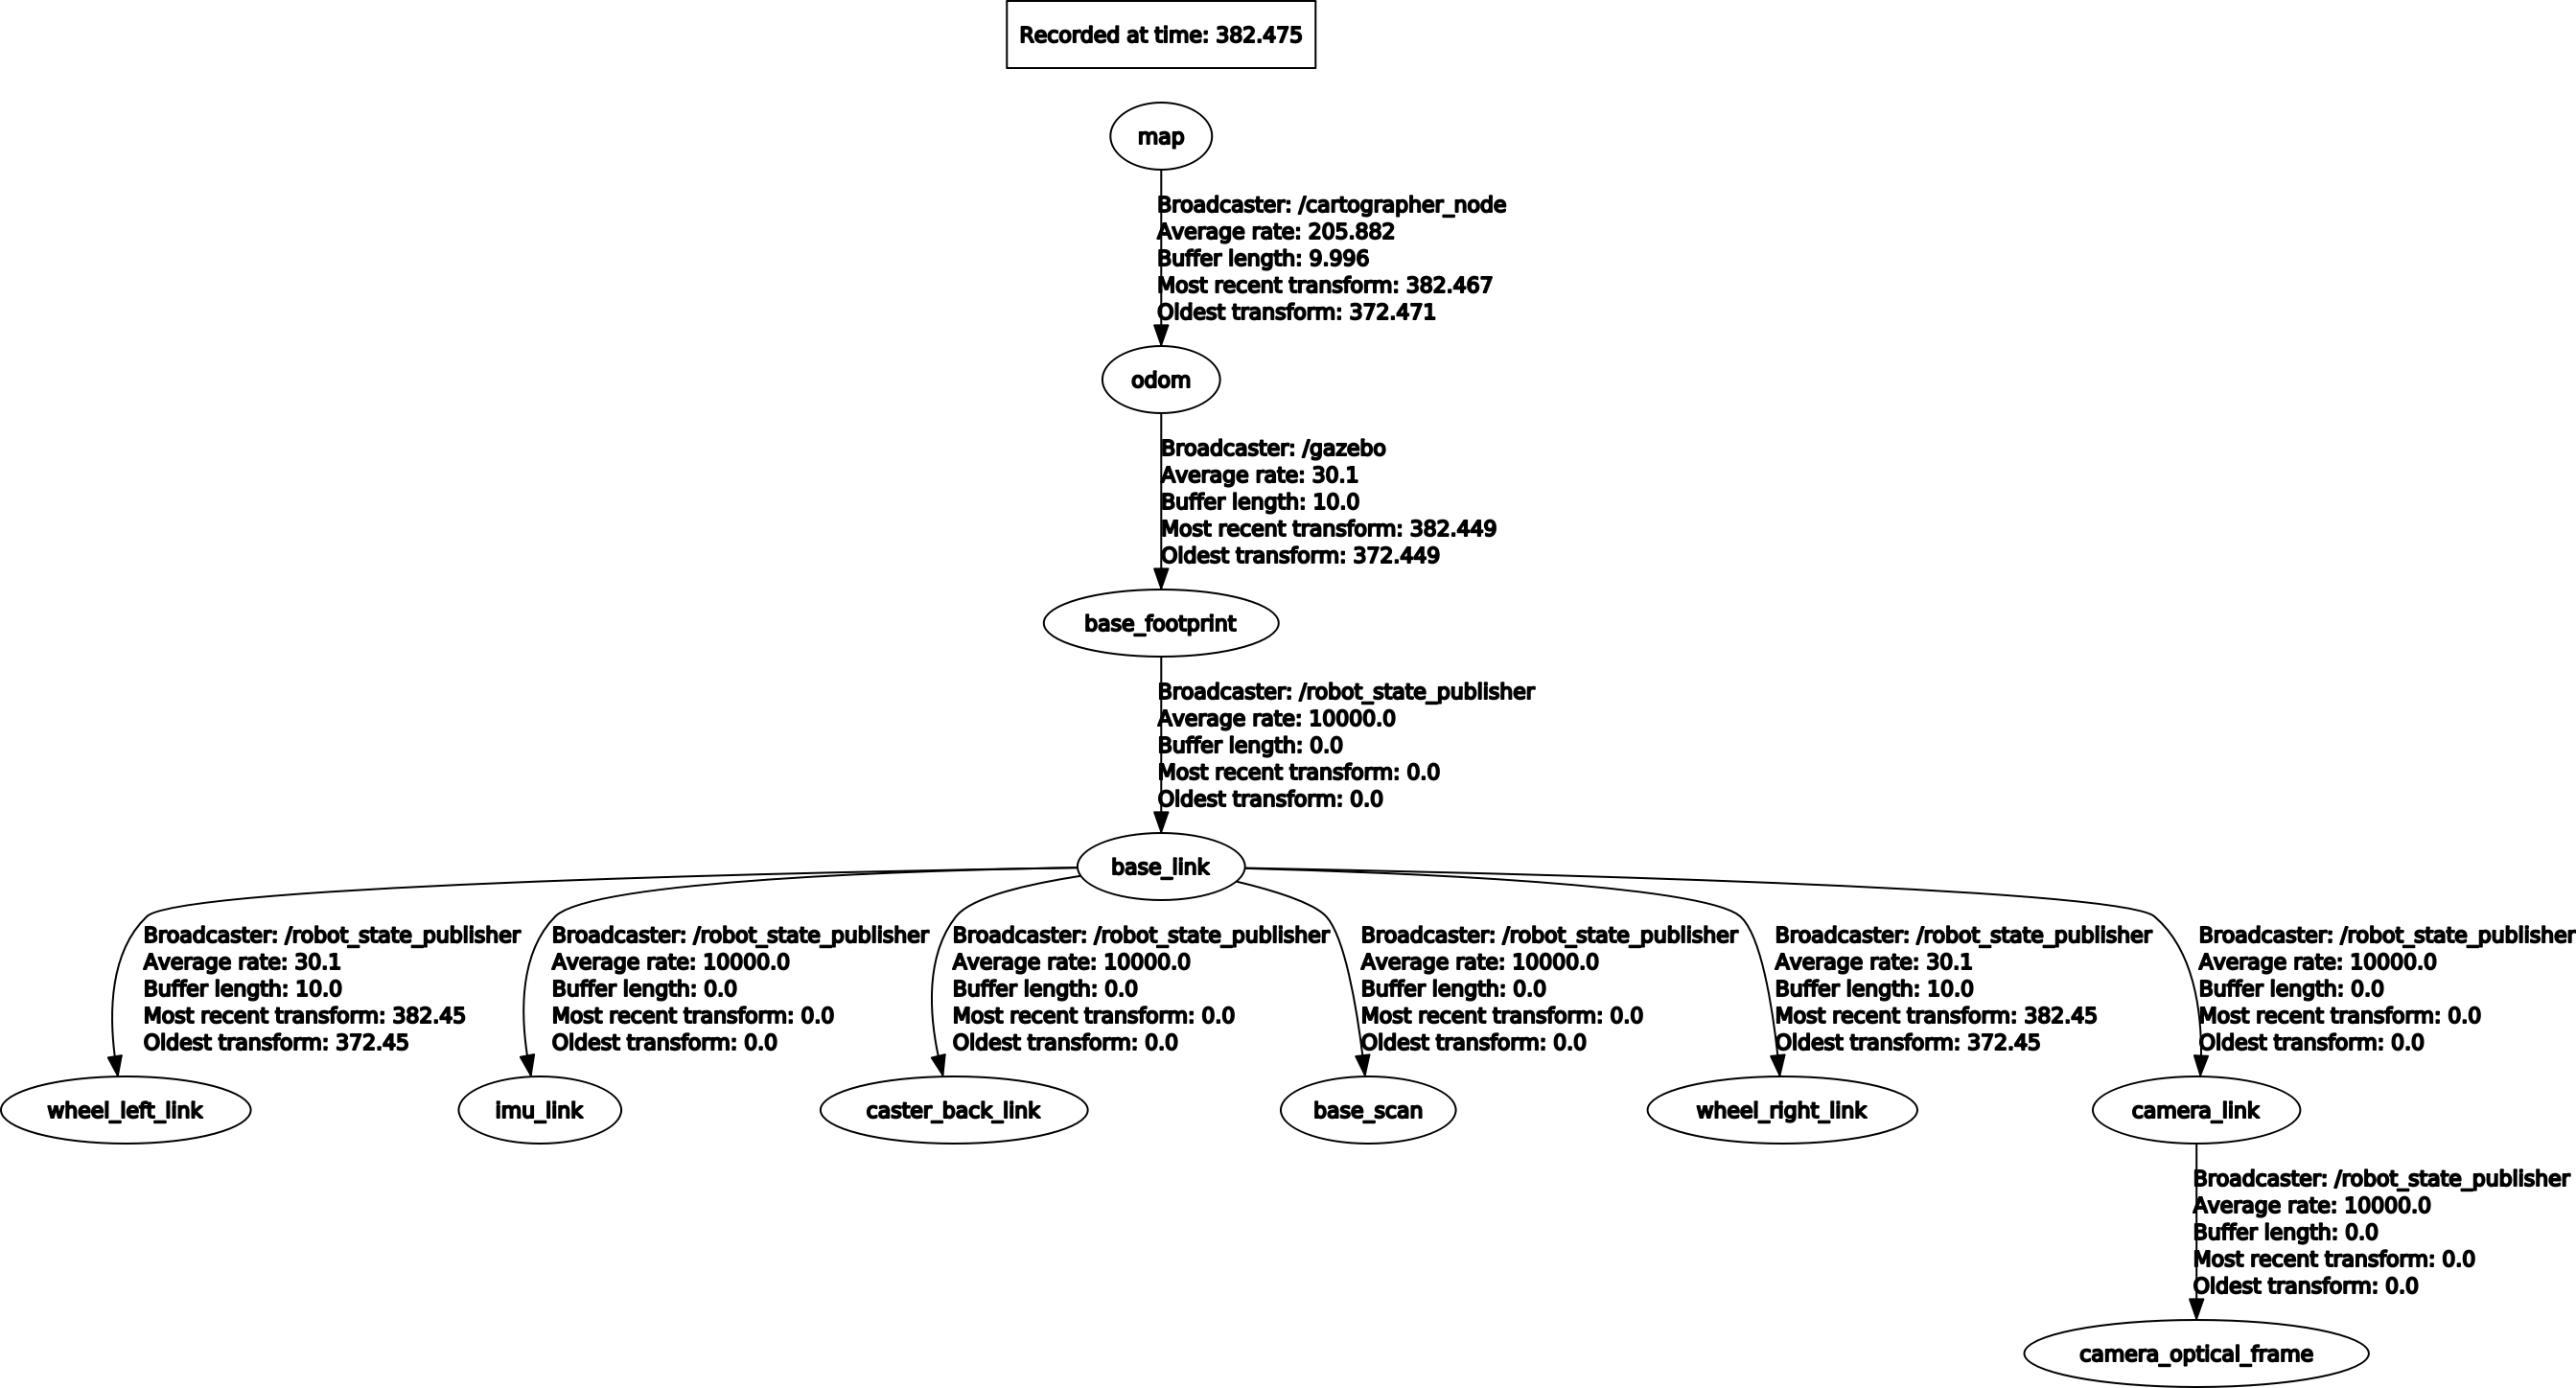 Recorded at time: 382.475
map
Broadcaster: /cartographer_node
Average rate: 205.882
Buffer length: 9.996
Most recent transform: 382.467
Oldest transform: 372.471
odom
Broadcaster: /gazebo
Average rate: 30.1
Buffer length: 10.0
Most recent transform: 382.449
Oldest transform: 372.449
base_footprint
Broadcaster: /robot_state_publisher
Average rate: 10000.0
Buffer length: 0.0
Most recent transform: 0.0
Oldest transform: 0.0
base_link
Broadcaster: /robot_state_publisher
Average rate: 30.1
Buffer length: 10.0
Most recent transform: 382.45
Oldest transform: 372.45
Broadcaster: /robot_state_publisher
Average rate: 10000.0
Buffer length: 0.0
Most recent transform: 0.0
Oldest transform: 0.0
Broadcaster: /robot_state_publisher
Average rate: 10000.0
Buffer length: 0.0
Most recent transform: 0.0
Oldest transform: 0.0
Broadcaster: /robot_state_publisher
Average rate: 10000.0
Buffer length: 0.0
Most recent transform: 0.0
Oldest transform: 0.0
Broadcaster: /robot_state_publisher
Average rate: 30.1
Buffer length: 10.0
Most recent transform: 382.45
Oldest transform: 372.45
Broadcaster: /robot_state_publisher
Average rate: 10000.0
Buffer length: 0.0
Most recent transform: 0.0
Oldest transform: 0.0
wheel_left_link
imu_link
caster_back_link
base_scan
wheel_right_link
camera_link
Broadcaster: /robot_state_publisher
Average rate: 10000.0
Buffer length: 0.0
Most recent transform: 0.0
Oldest transform: 0.0
camera_optical_frame